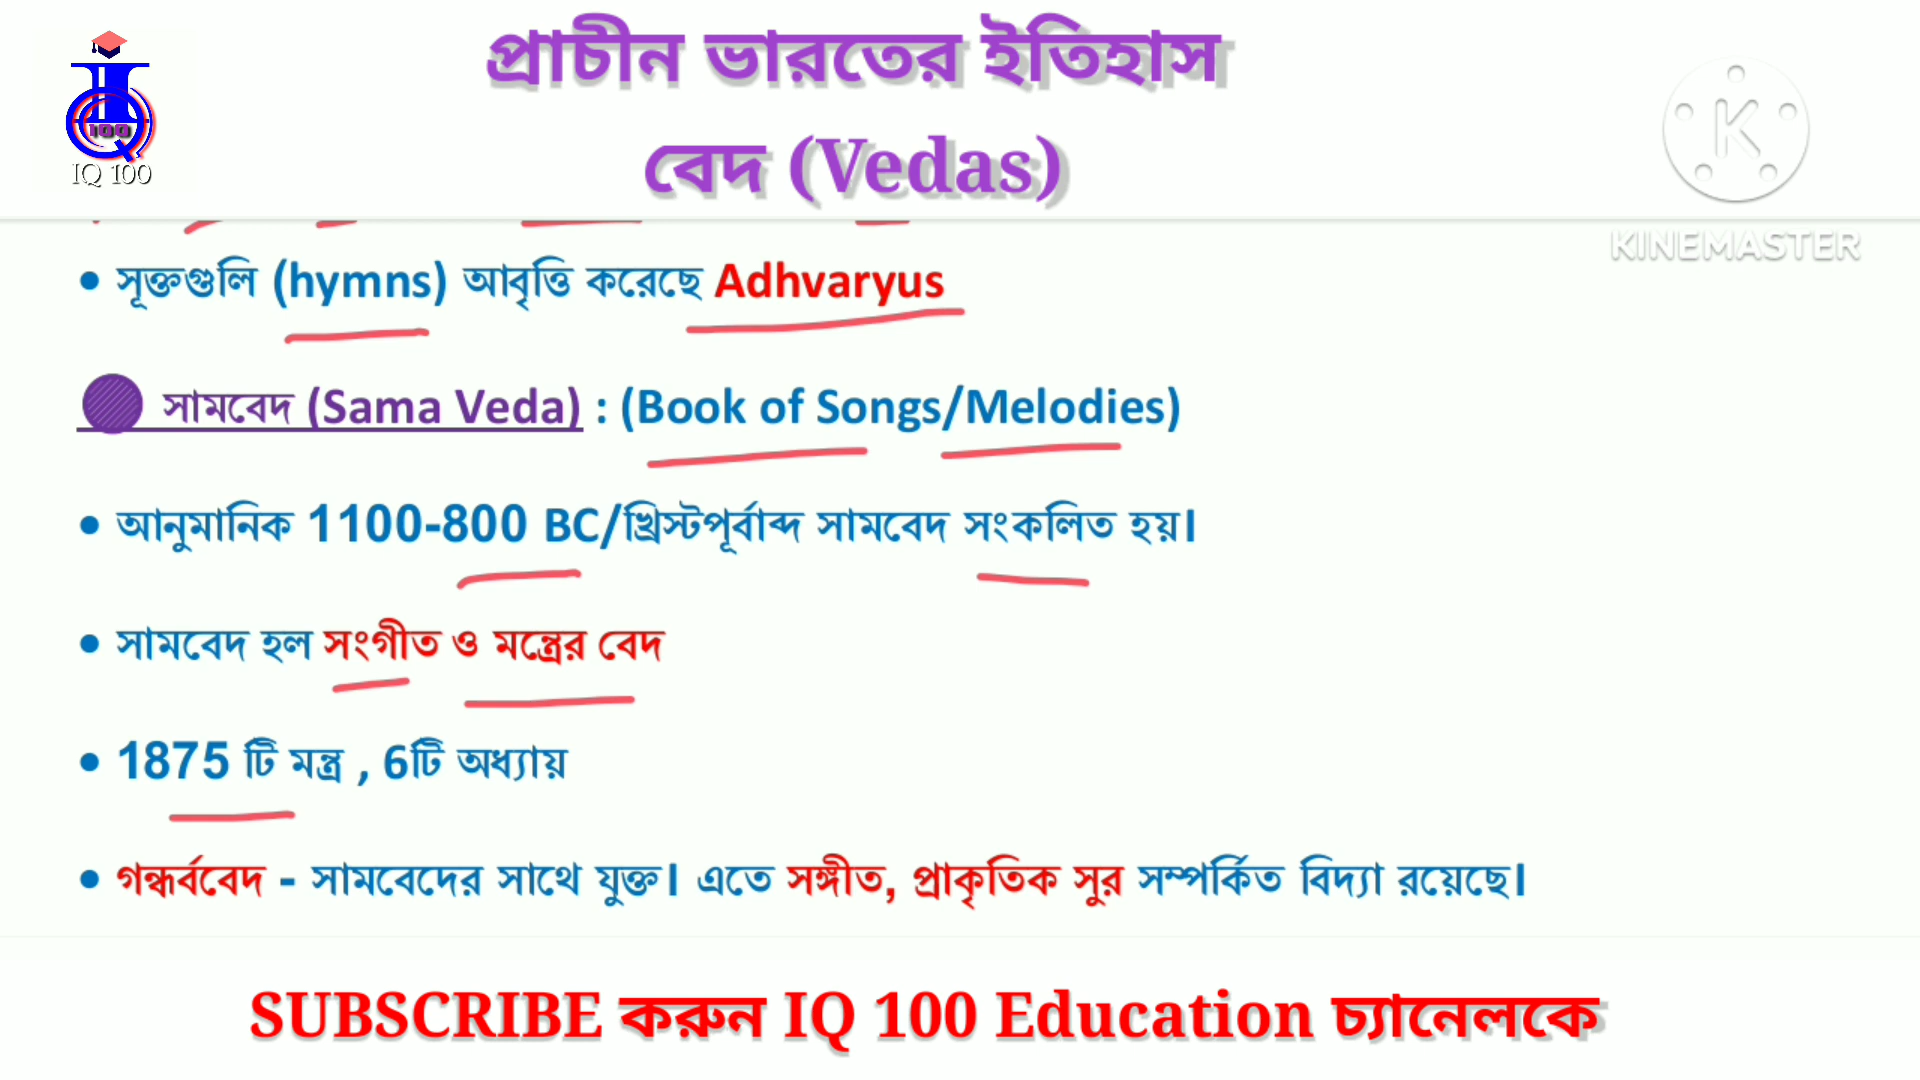 প্রাচীন ভারতের ইতিহাস
বেদ (Vedas)
100
IQ 100
K
KINEMASTER
• সূক্তগুলি (hymns) আবৃত্তি করেছে Adhvaryus
সামবেদ (Sama Veda) : (Book of Songs/Melodies)
• আনুমানিক 1100-800 BC/খ্রিস্টপূর্বাব্দ সামবেদ সংকলিত হয়।
• সামবেদ হল সংগীত ও মন্ত্রের বেদ
• 1875 টি মন্ত্র , 6টি অধ্যায়
• গন্ধর্ববেদ - সামবেদের সাথে যুক্ত। এতে সঙ্গীত, প্রাকৃতিক সুর সম্পর্কিত বিদ্যা রয়েছে।
SUBSCRIBE করুন IQ 100 Education চ্যানেলকে